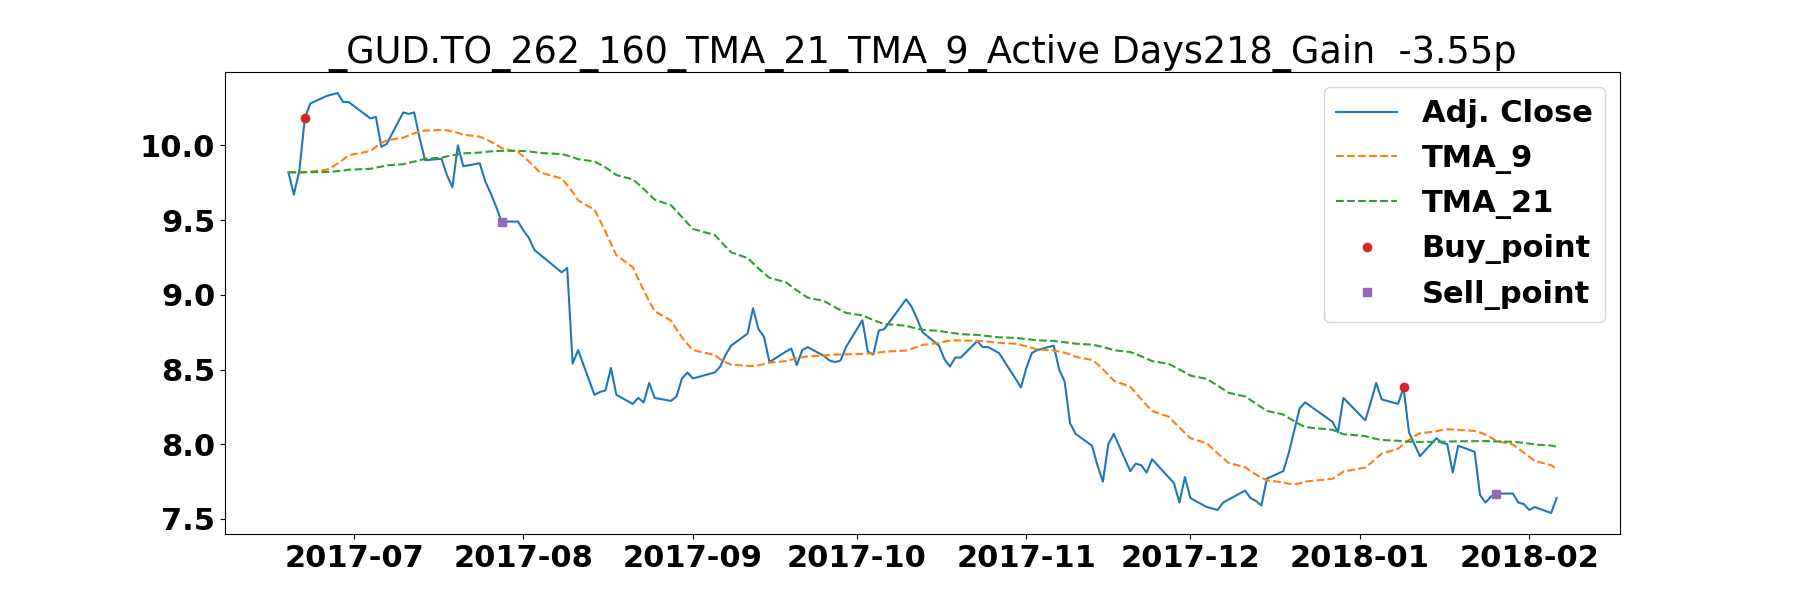 _GUD.TO_262_160_TMA_21_TMA_9_Active Days218_Gain  -3.55p
Adj. Close
TMA_9
TMA_21
Buy_point
Sell_point
10.0
9.5
9.0
8.5
8.0
7.5
2017-07 2017-08 2017-09 2017-10 2017-11 2017-12 2018-01 2018-02